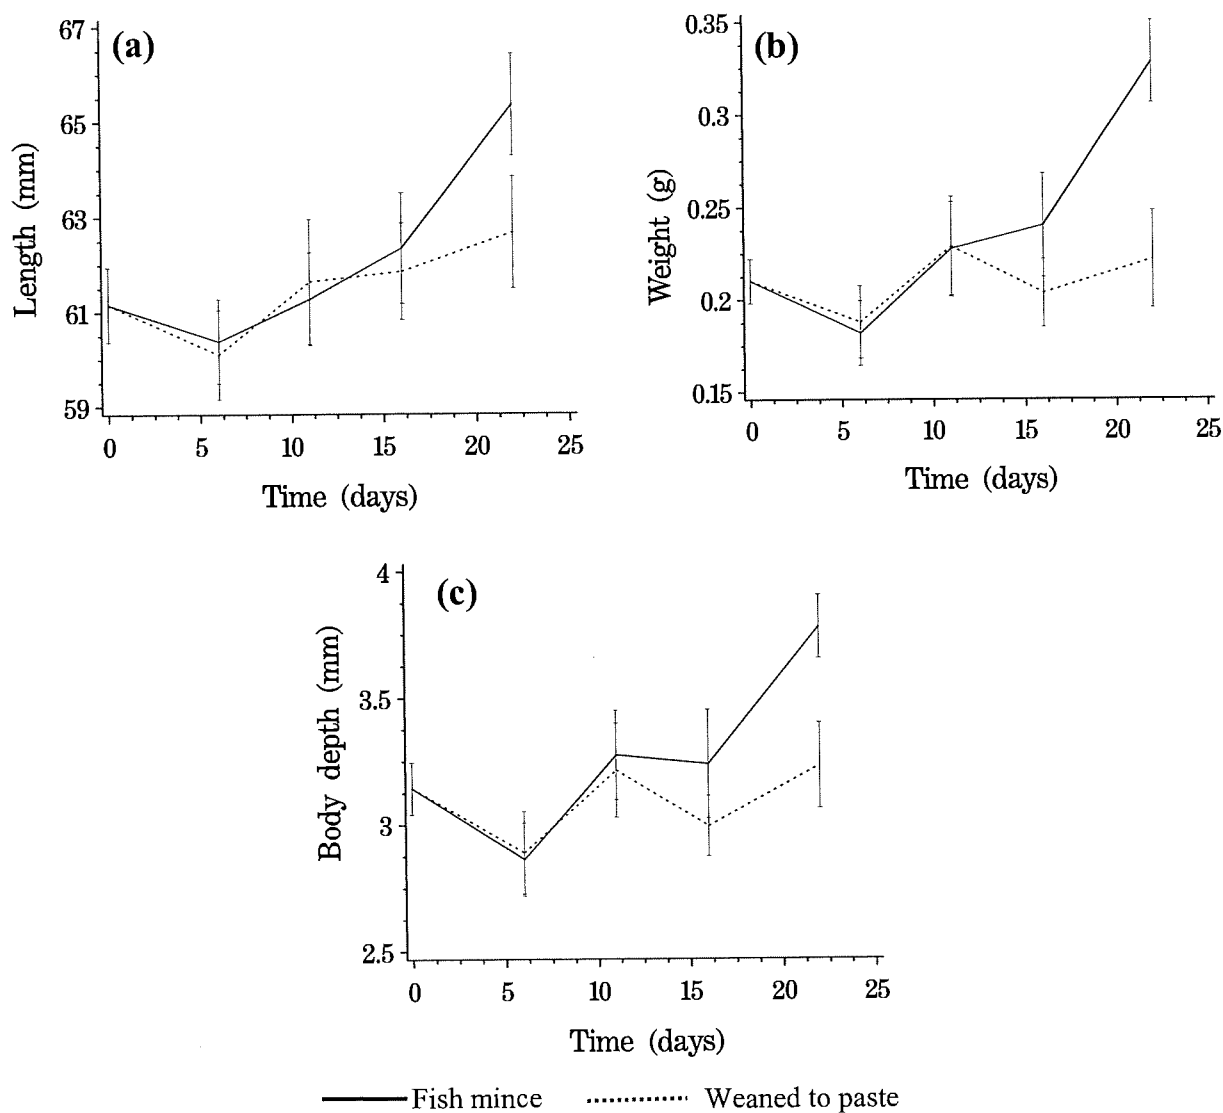 (a)
67
65
63
61
59
Length (mm)
0 5 10 15 20 25
Time (days)
(b)
0.35
0.3
0.25
0.2
0.15
Weight (g)
0 5 10 15 20 25
Time (days)
(c)
4
3.5
3
2.5
Body depth (mm)
0 5 10 15 20 25
Time (days)
Fish mince Weaned to paste